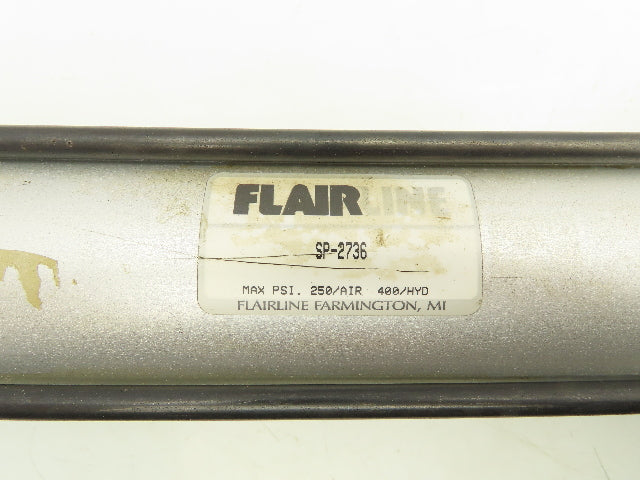 FLAIRLINE
SP-2736
MAX PSI. 250/AIR 400/HYD
FLAIRLINE FARMINGTON, MI